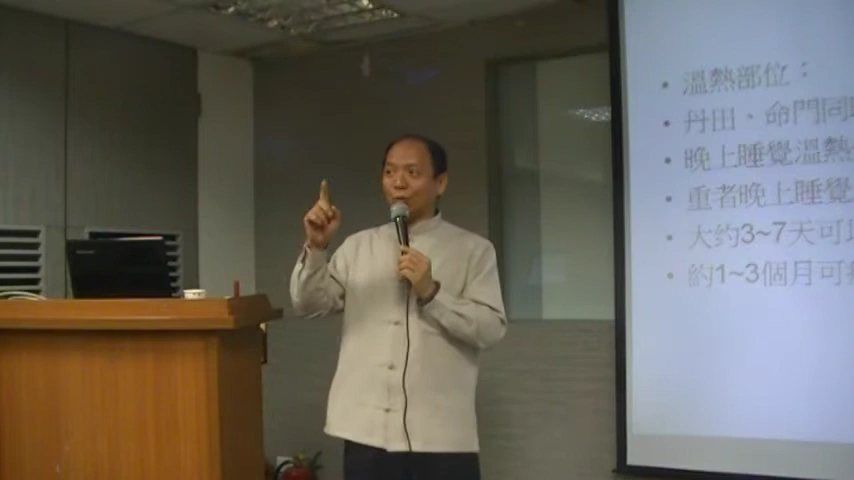 • 溫熱部位：
• 丹田、命門同
• 晚上睡覺溫熱
• 重者晚上睡覺
• 大約3~7天可
• 約1~3個月可